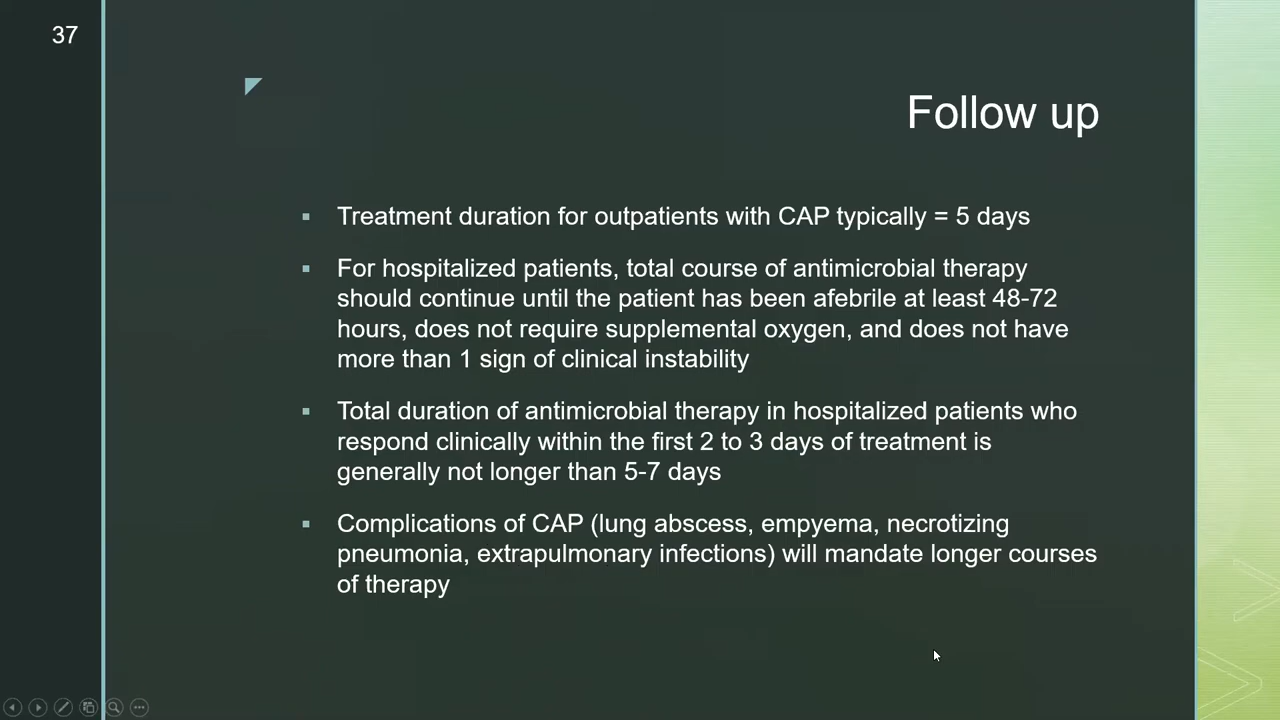 37
Follow up
▪ Treatment duration for outpatients with CAP typically = 5 days
▪ For hospitalized patients, total course of antimicrobial therapy
should continue until the patient has been afebrile at least 48-72
hours, does not require supplemental oxygen, and does not have
more than 1 sign of clinical instability
▪ Total duration of antimicrobial therapy in hospitalized patients who
respond clinically within the first 2 to 3 days of treatment is
generally not longer than 5-7 days
▪ Complications of CAP (lung abscess, empyema, necrotizing
pneumonia, extrapulmonary infections) will mandate longer courses
of therapy